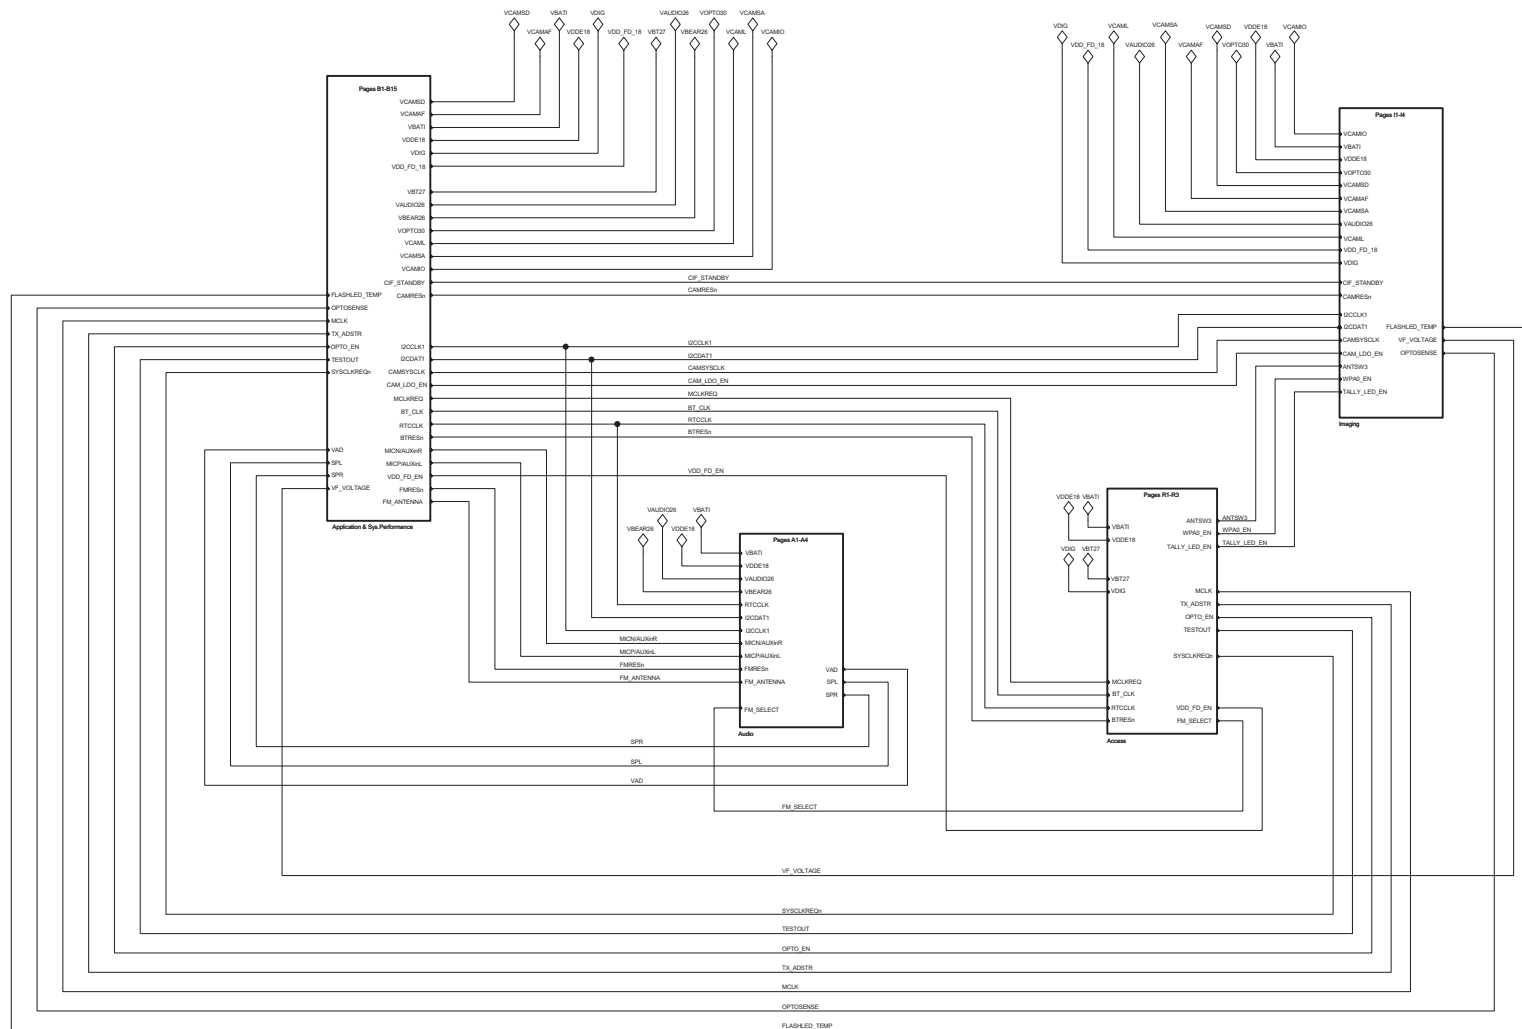 VCAMSD
VBATI
VDIG
VAUDIO26
VOPTO30
VCAMSA
VCAMAF
VDDE18
VDD_FD_18
VBT27
VBEAR26
VCAML
VCAMIO
VDIG
VCAML
VCAMSA
VCAMSD
VDDE18
VCAMIO
VDD_FD_18
VAUDIO26
VCAMAF
VOPTO30
VBATI
Pages B1-B15
VCAMSD
VCAMAF
VBATI
VDDE18
VDIG
VDD_FD_18
VBT27
VAUDIO26
VBEAR26
VOPTO30
VCAML
VCAMSA
VCAMIO
CIF_STANDBY
CAMRESn
I2CCLK1
I2CDAT1
CAMSYSCLK
CAM_LDO_EN
MCLKREQ
BT_CLK
RTCCLK
BTRESn
MICN/AUXinR
MICP/AUXinL
VDD_FD_EN
FMRESn
FM_ANTENNA
FLASHLED_TEMP
OPTOSENSE
MCLK
TX_ADSTR
OPTO_EN
TESTOUT
SYSCLKREQn
VAD
SPL
SPR
VF_VOLTAGE
Application & Sys.Performance
CIF_STANDBY
CAMRESn
I2CCLK1
I2CDAT1
CAMSYSCLK
CAM_LDO_EN
MCLKREQ
BT_CLK
RTCCLK
BTRESn
VDD_FD_EN
Pages I1-I4
VCAMIO
VBATI
VDDE18
VOPTO30
VCAMSD
VCAMAF
VCAMSA
VAUDIO26
VCAML
VDD_FD_18
VDIG
CIF_STANDBY
CAMRESn
I2CCLK1
I2CDAT1
CAMSYSCLK
CAM_LDO_EN
ANTSW3
WPA0_EN
TALLY_LED_EN
FLASHLED_TEMP
VF_VOLTAGE
OPTOSENSE
Imaging
VAUDIO26
VBATI
VBEAR26
VDDE18
Pages A1-A4
VBATI
VDDE18
VAUDIO26
VBEAR26
RTCCLK
I2CDAT1
I2CCLK1
MICN/AUXinR
MICP/AUXinL
FMRESn
FM_ANTENNA
FM_SELECT
VAD
SPL
SPR
Audio
MICN/AUXinR
MICP/AUXinL
FMRESn
FM_ANTENNA
VDDE18
VBATI
VDIG
VBT27
Pages R1-R3
VBATI
VDDE18
VBT27
VDIG
MCLKREQ
BT_CLK
RTCCLK
BTRESn
ANTSW3
WPA0_EN
TALLY_LED_EN
MCLK
TX_ADSTR
OPTO_EN
TESTOUT
SYSCLKREQn
VDD_FD_EN
FM_SELECT
Access
ANTSW3
WPA0_EN
TALLY_LED_EN
SPR
SPL
VAD
FM_SELECT
VF_VOLTAGE
SYSCLKREQn
TESTOUT
OPTO_EN
TX_ADSTR
MCLK
OPTOSENSE
FLASHLED_TEMP